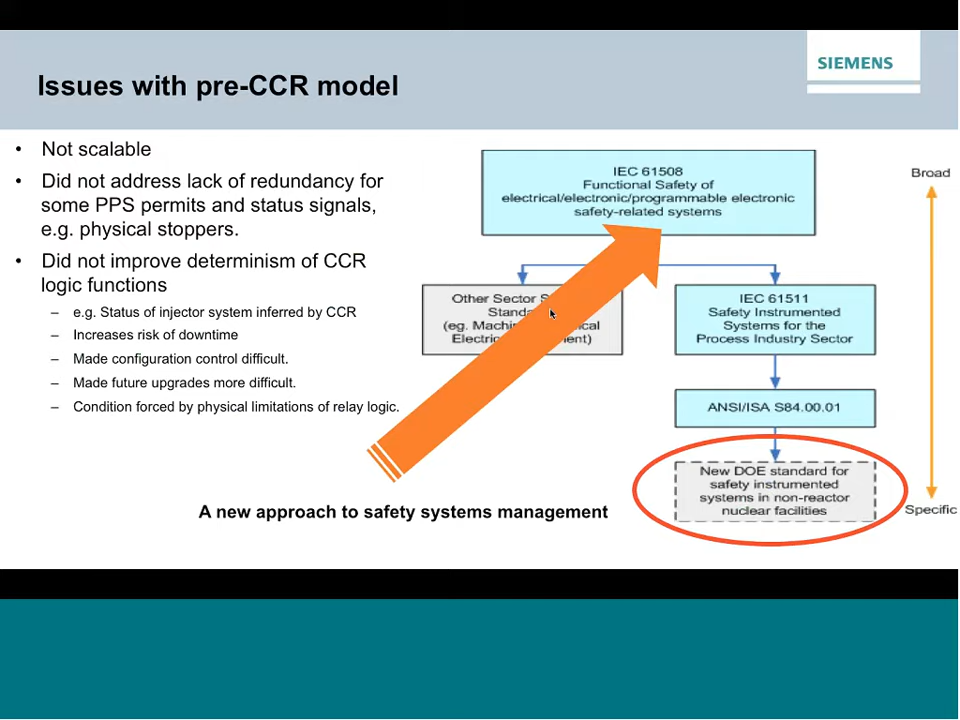 SIEMENS
Issues with pre-CCR model
• Not scalable
• Did not address lack of redundancy for
some PPS permits and status signals,
e.g. physical stoppers.
• Did not improve determinism of CCR
logic functions
– e.g. Status of injector system inferred by CCR
– Increases risk of downtime
– Made configuration control difficult.
– Made future upgrades more difficult.
– Condition forced by physical limitations of relay logic.
IEC 61508
Functional Safety of
electrical/electronic/programmable electronic
safety-related systems
Other Sector
(eg.
IEC 61511
Safety Instrumented
Systems for the
Process Industry Sector
ANSI/ISA S84.00.01
New DOE standard for
safety instrumented
systems in non-reactor
nuclear facilities
Broad
Specific
A new approach to safety systems management